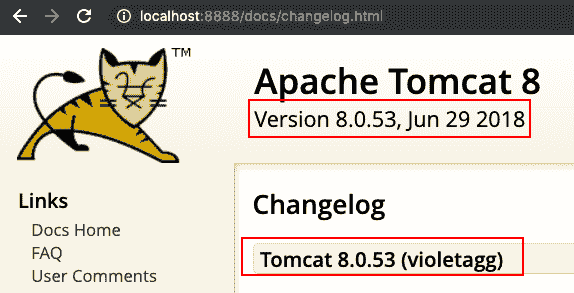 localhost:8888/docs/changelog.html
TM
Apache Tomcat 8
Version 8.0.53, Jun 29 2018
Links
Docs Home
FAQ
User Comments
Changelog
Tomcat 8.0.53 (violetagg)